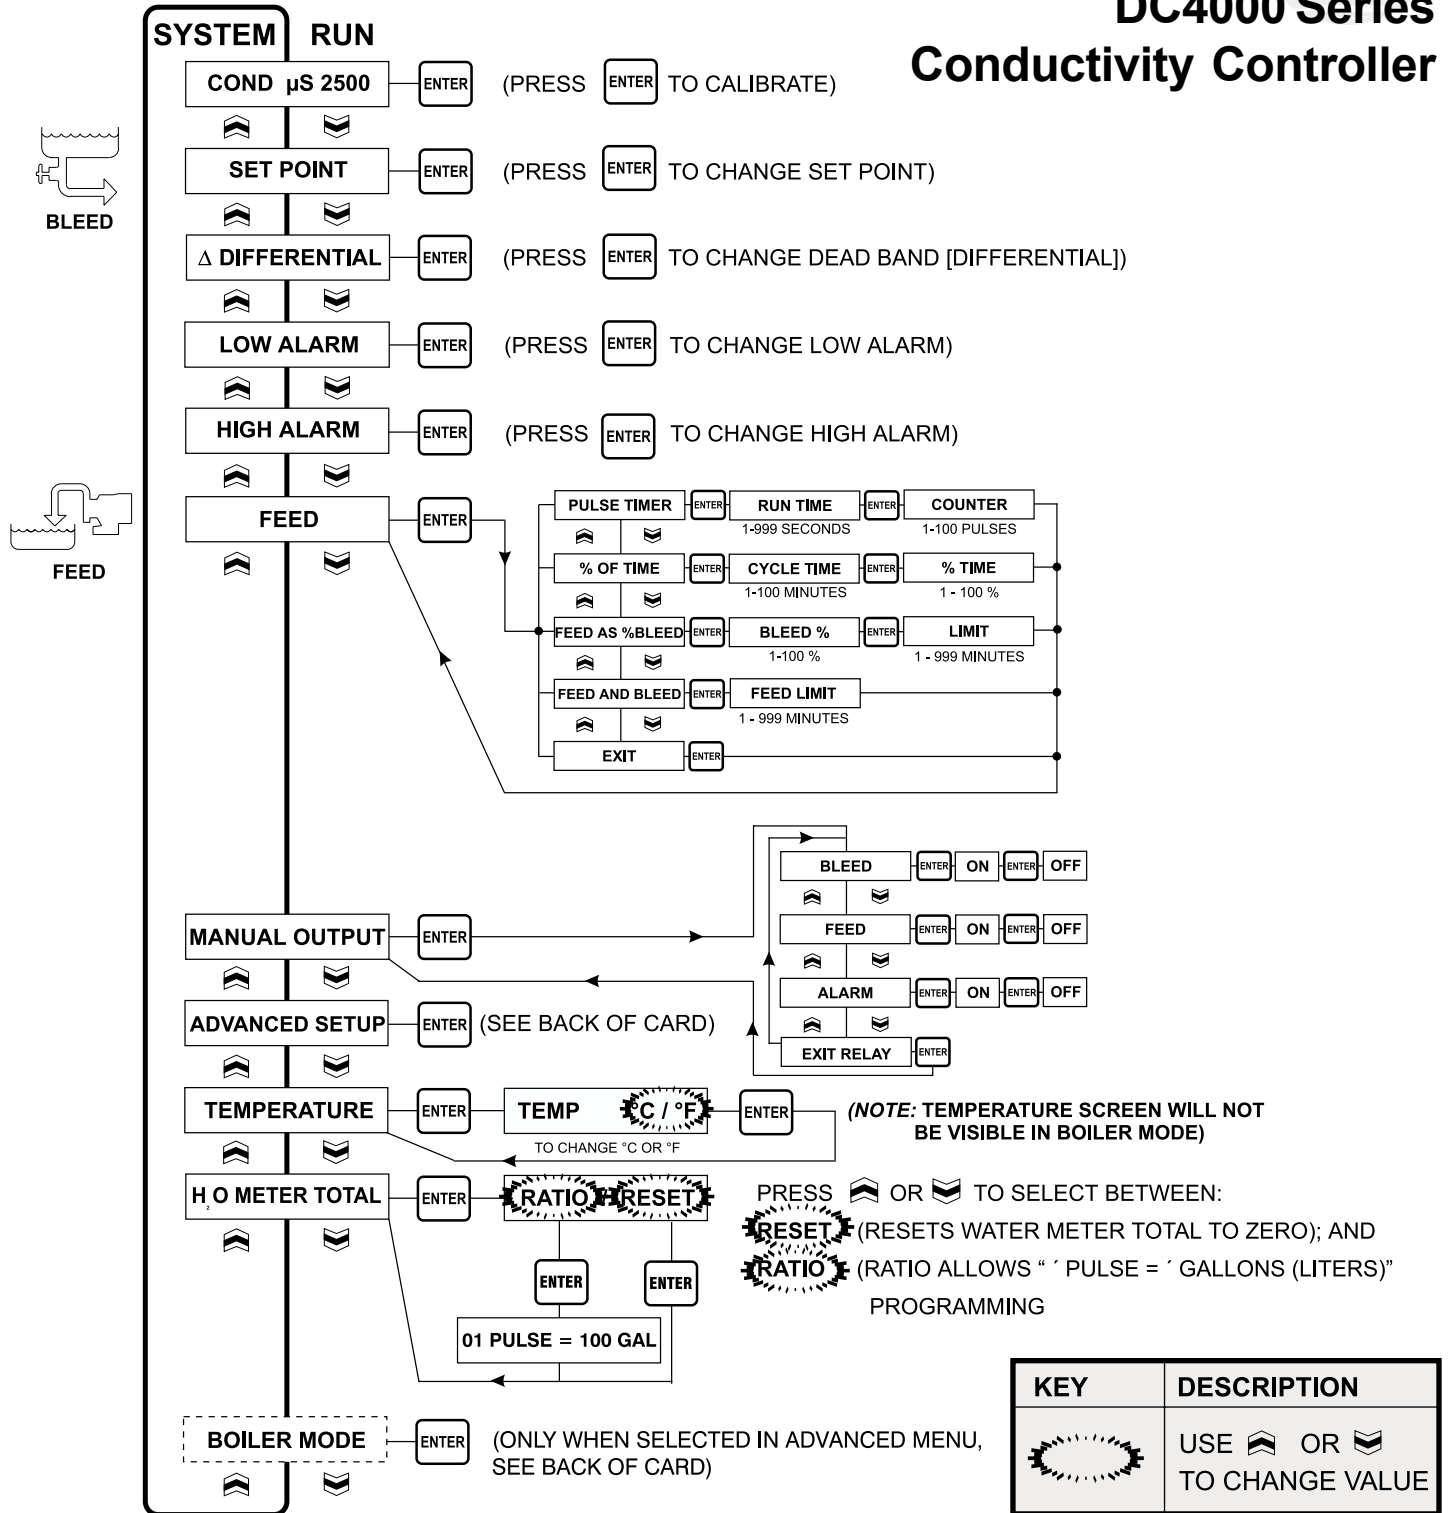 DC4000 Series
Conductivity Controller
SYSTEM RUN
COND µS 2500 ENTER (PRESS ENTER TO CALIBRATE)
SET POINT ENTER (PRESS ENTER TO CHANGE SET POINT)
BLEED
Δ DIFFERENTIAL ENTER (PRESS ENTER TO CHANGE DEAD BAND [DIFFERENTIAL])
LOW ALARM ENTER (PRESS ENTER TO CHANGE LOW ALARM)
HIGH ALARM ENTER (PRESS ENTER TO CHANGE HIGH ALARM)
FEED ENTER
FEED
PULSE TIMER ENTER RUN TIME ENTER COUNTER
1-999 SECONDS 1-100 PULSES
% OF TIME ENTER CYCLE TIME ENTER % TIME
1-100 MINUTES 1 - 100 %
FEED AS %BLEED ENTER BLEED % ENTER LIMIT
1-100 % 1 - 999 MINUTES
FEED AND BLEED ENTER FEED LIMIT
1 - 999 MINUTES
EXIT ENTER
BLEED ENTER ON ENTER OFF
MANUAL OUTPUT ENTER
FEED ENTER ON ENTER OFF
ALARM ENTER ON ENTER OFF
EXIT RELAY ENTER
ADVANCED SETUP ENTER (SEE BACK OF CARD)
TEMPERATURE ENTER TEMP °C / °F ENTER
TO CHANGE °C OR °F
(NOTE: TEMPERATURE SCREEN WILL NOT
BE VISIBLE IN BOILER MODE)
H2O METER TOTAL ENTER RATIO RESET
ENTER ENTER
01 PULSE = 100 GAL
PRESS OR TO SELECT BETWEEN:
RESET (RESETS WATER METER TOTAL TO ZERO); AND
RATIO (RATIO ALLOWS “ ´ PULSE = ´ GALLONS (LITERS)”
PROGRAMMING
BOILER MODE ENTER (ONLY WHEN SELECTED IN ADVANCED MENU,
SEE BACK OF CARD)
KEY DESCRIPTION
USE OR
TO CHANGE VALUE